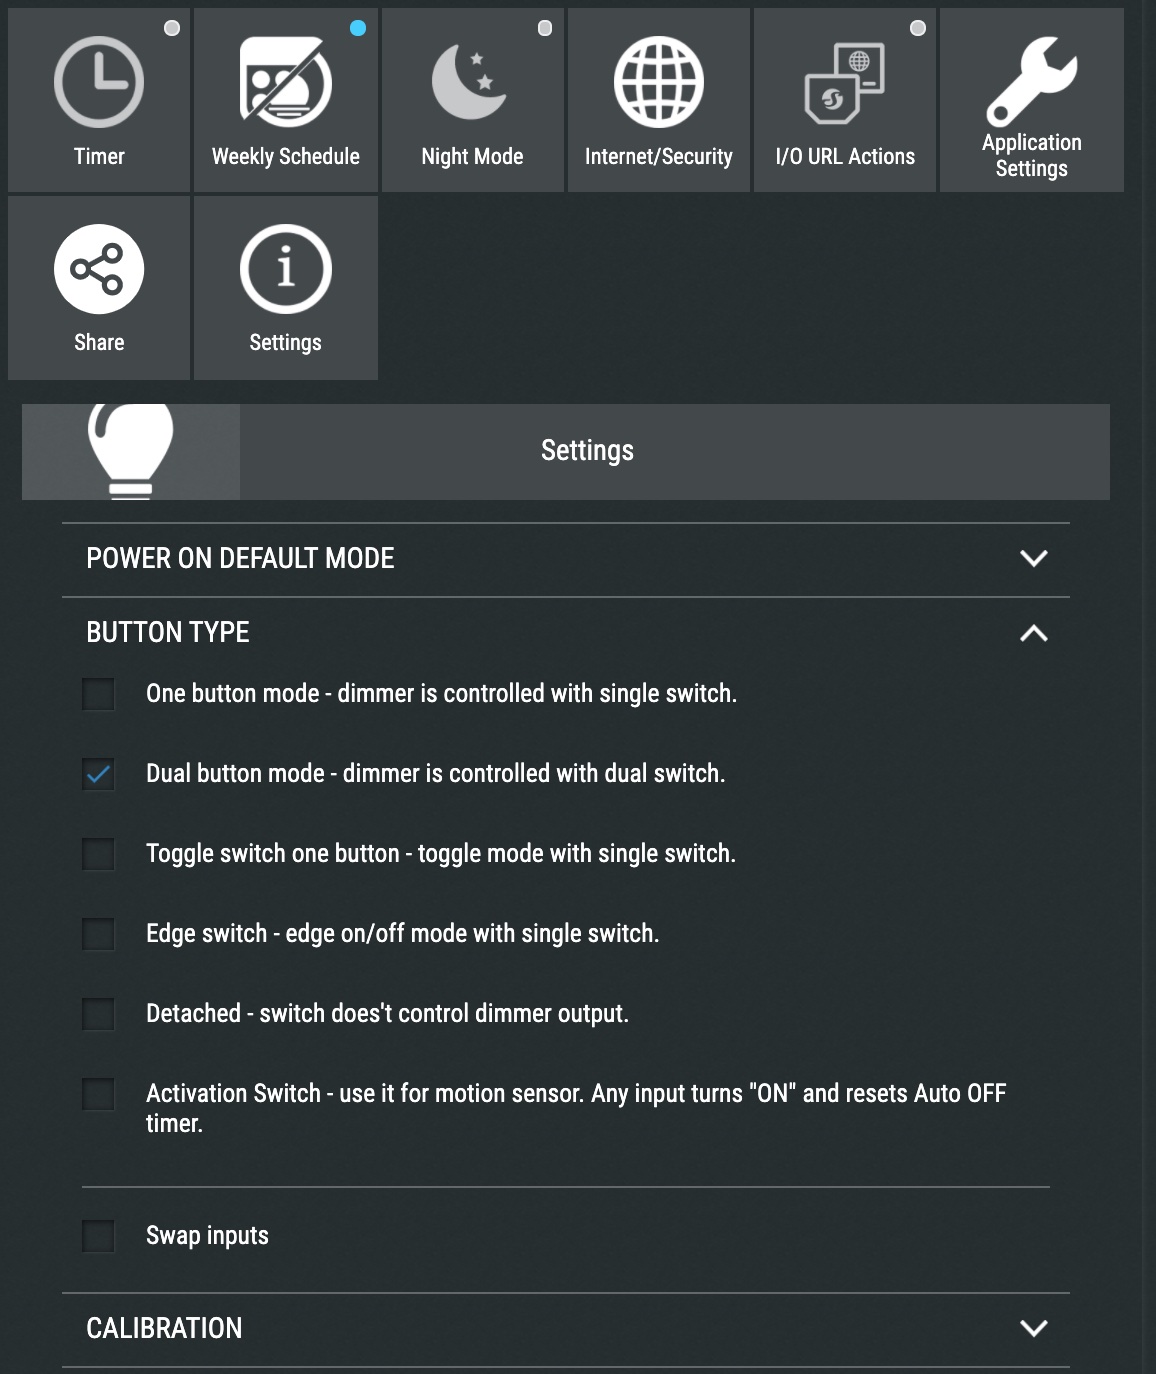 Timer
Weekly Schedule
Night Mode
Internet/Security
I/O URL Actions
Application
Settings
Share
Settings
Settings
POWER ON DEFAULT MODE
BUTTON TYPE
One button mode - dimmer is controlled with single switch.
Dual button mode - dimmer is controlled with dual switch.
Toggle switch one button - toggle mode with single switch.
Edge switch - edge on/off mode with single switch.
Detached - switch does't control dimmer output.
Activation Switch - use it for motion sensor. Any input turns "ON" and resets Auto OFF
timer.
Swap inputs
CALIBRATION